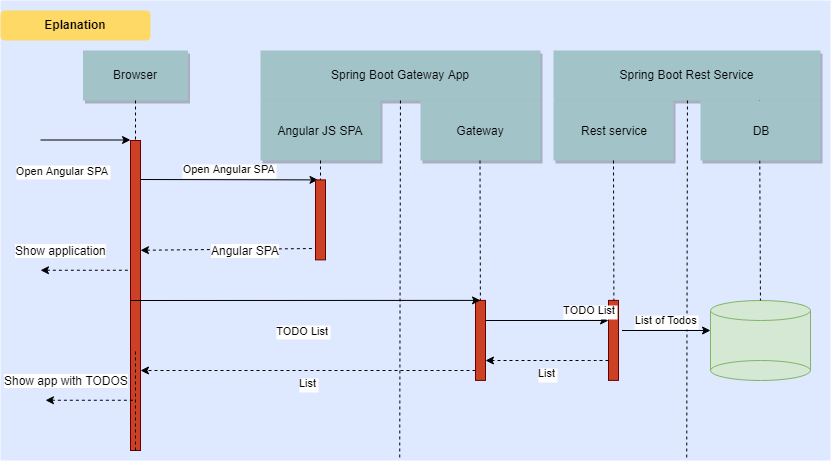 Eplanation
Browser
Spring Boot Gateway App
Spring Boot Rest Service
Angular JS SPA
Gateway
Rest service
DB
Open Angular SPA
Open Angular SPA
Show application
Angular SPA
TODO List
List of Todos
TODO List
Show app with TODOS
List
List